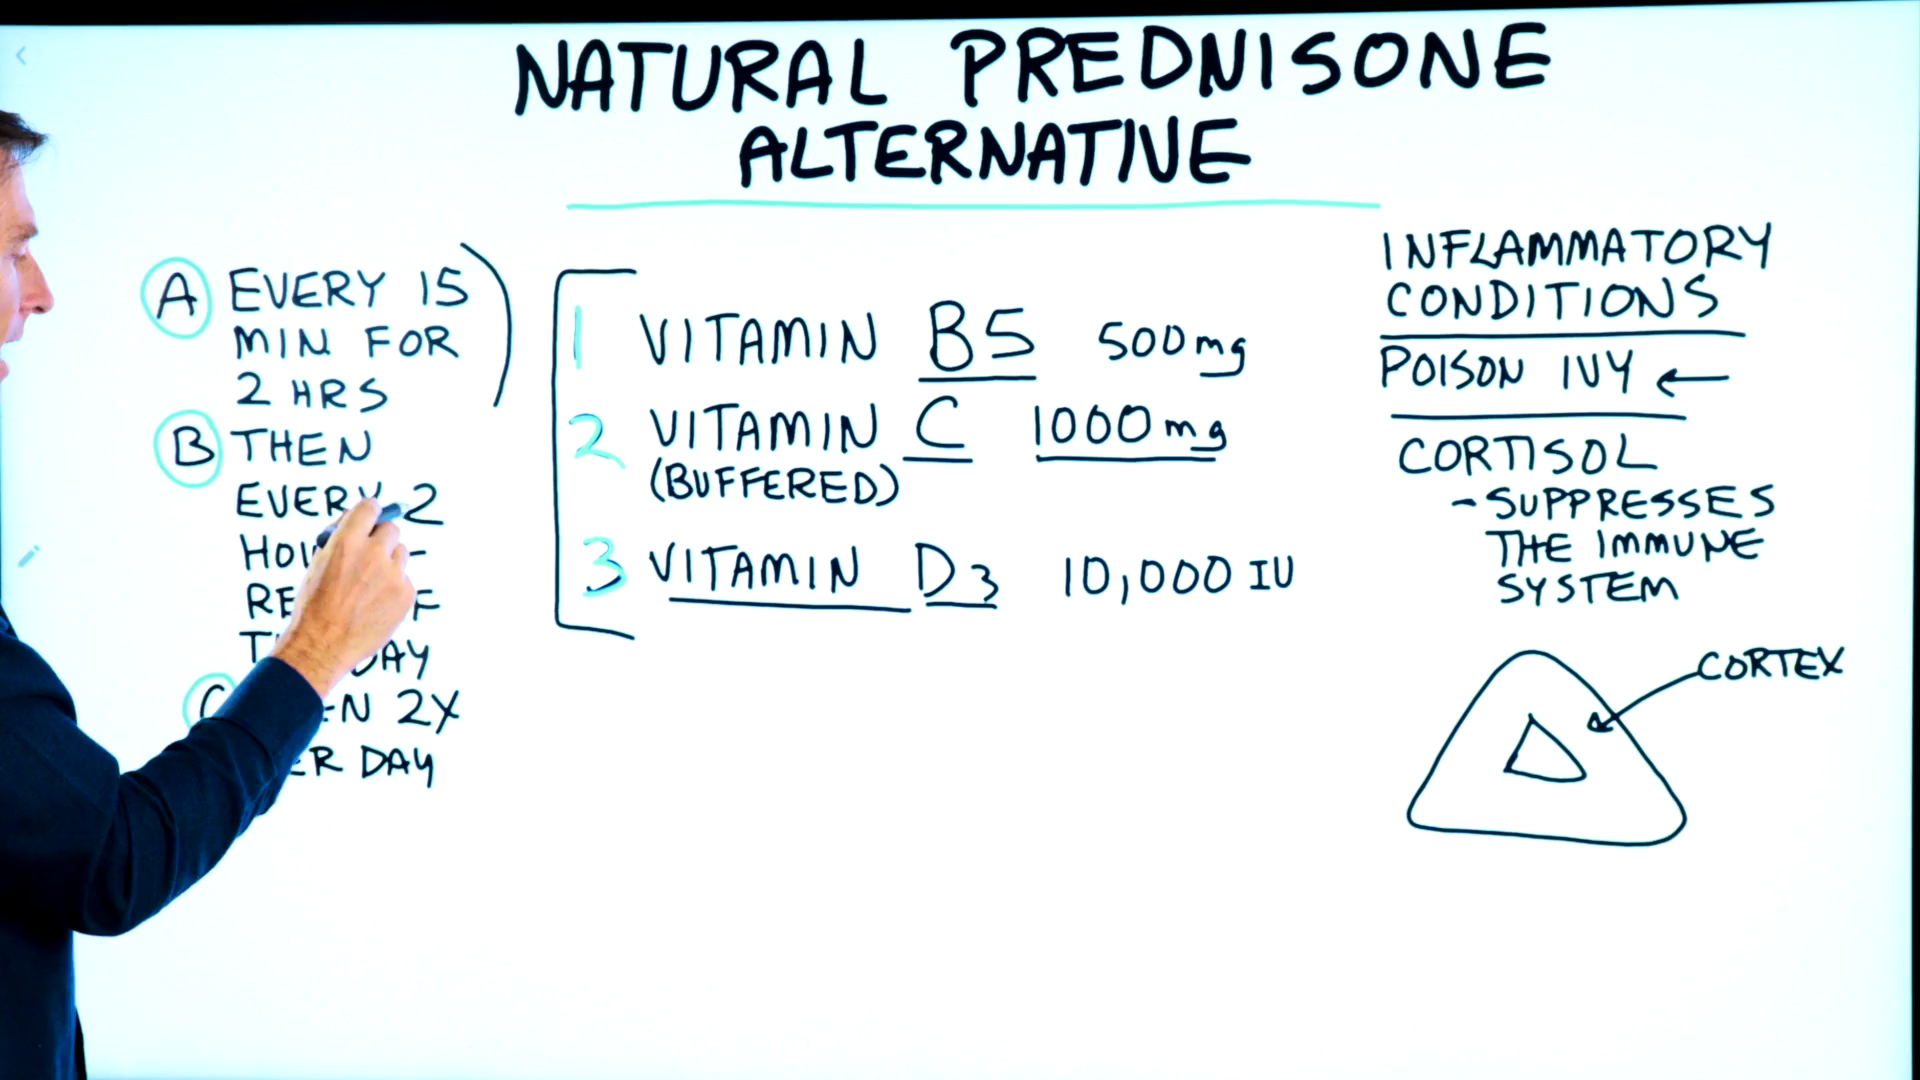 NATURAL PREDNISONE
ALTERNATIVE
A EVERY 15
MIN FOR
2 HRS
B THEN
EVERY 2
DAY
2X
DAY
1 VITAMIN B5 500mg
2 VITAMIN C 1000mg
(BUFFERED)
3 VITAMIN D3 10,000 IU
INFLAMMATORY
CONDITIONS
POISON IVY
CORTISOL
- SUPPRESSES
THE IMMUNE
SYSTEM
CORTEX